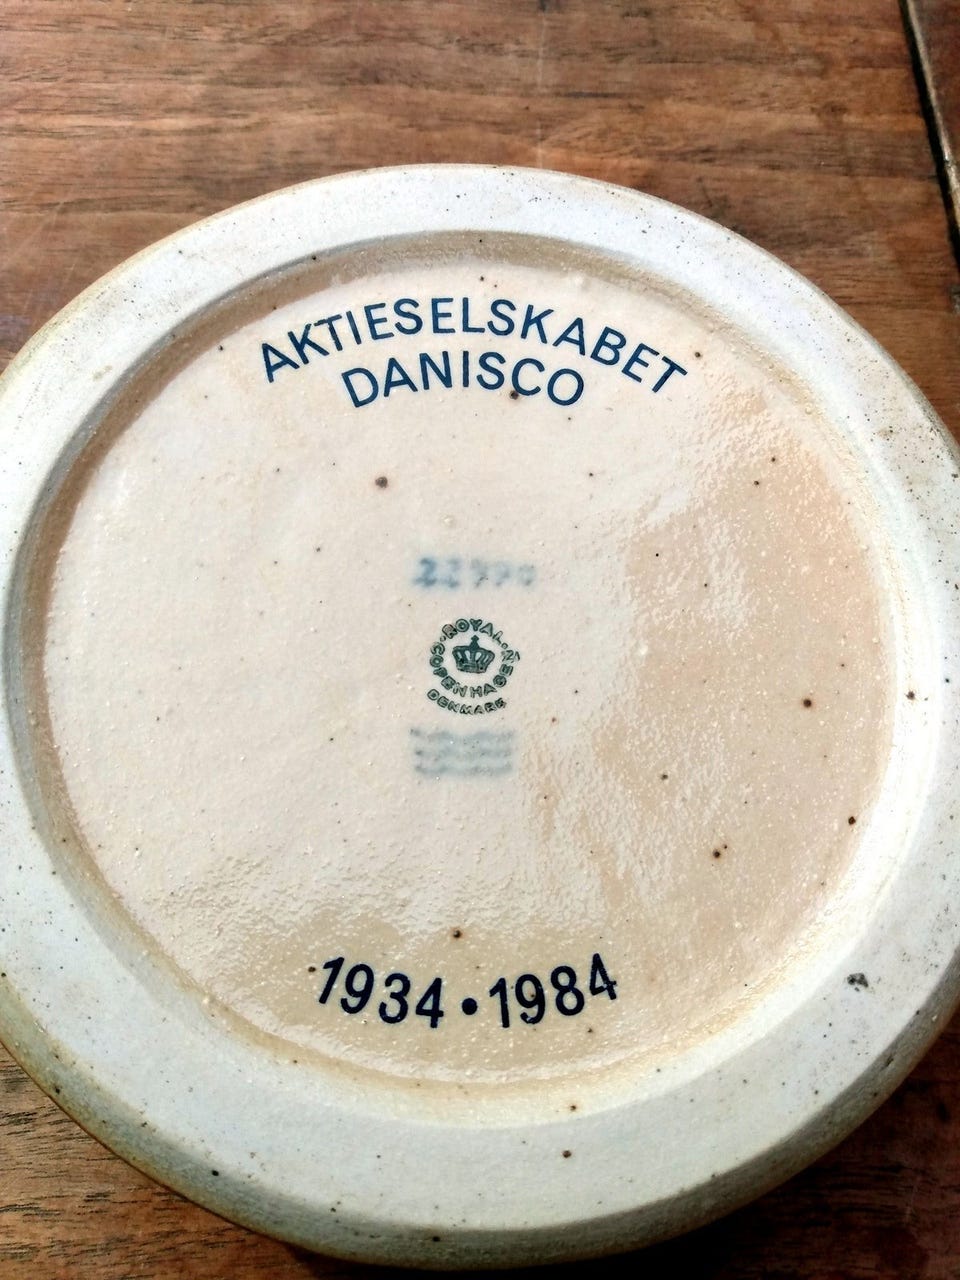 AKTIESELSKABET
DANISCO
ROYAL
COPENHAGEN
DENMARK
1934 • 1984